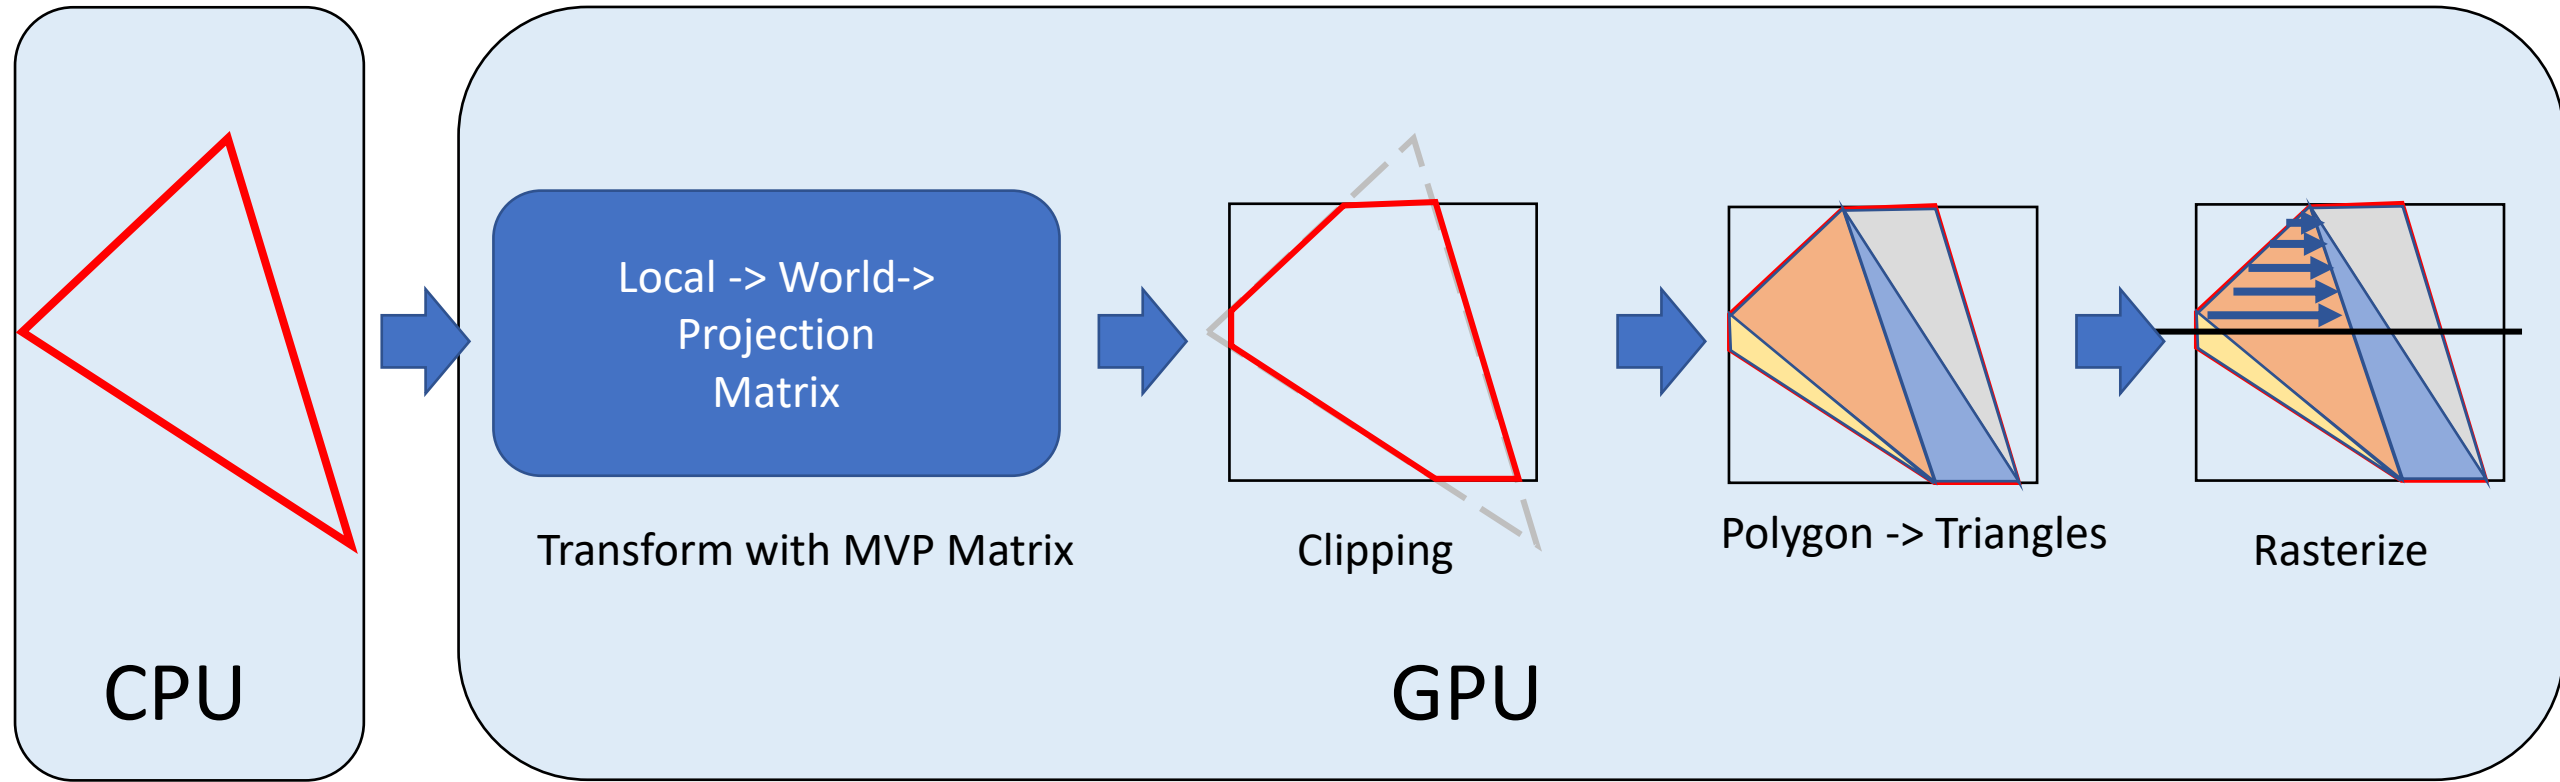 Local -> World->
Projection
Matrix
Transform with MVP Matrix
Clipping
Polygon -> Triangles
Rasterize
CPU
GPU